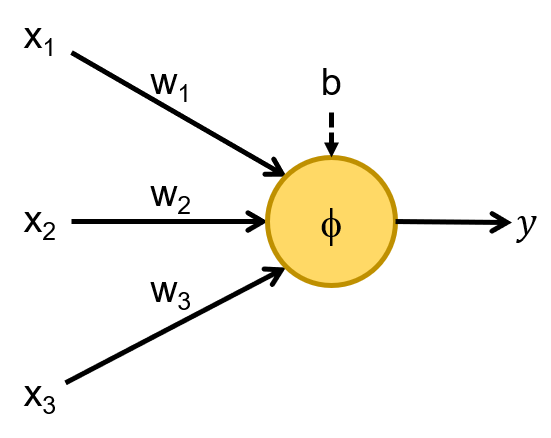 x₁
w₁
b
w₂
x₂
ϕ
y
w₃
x₃